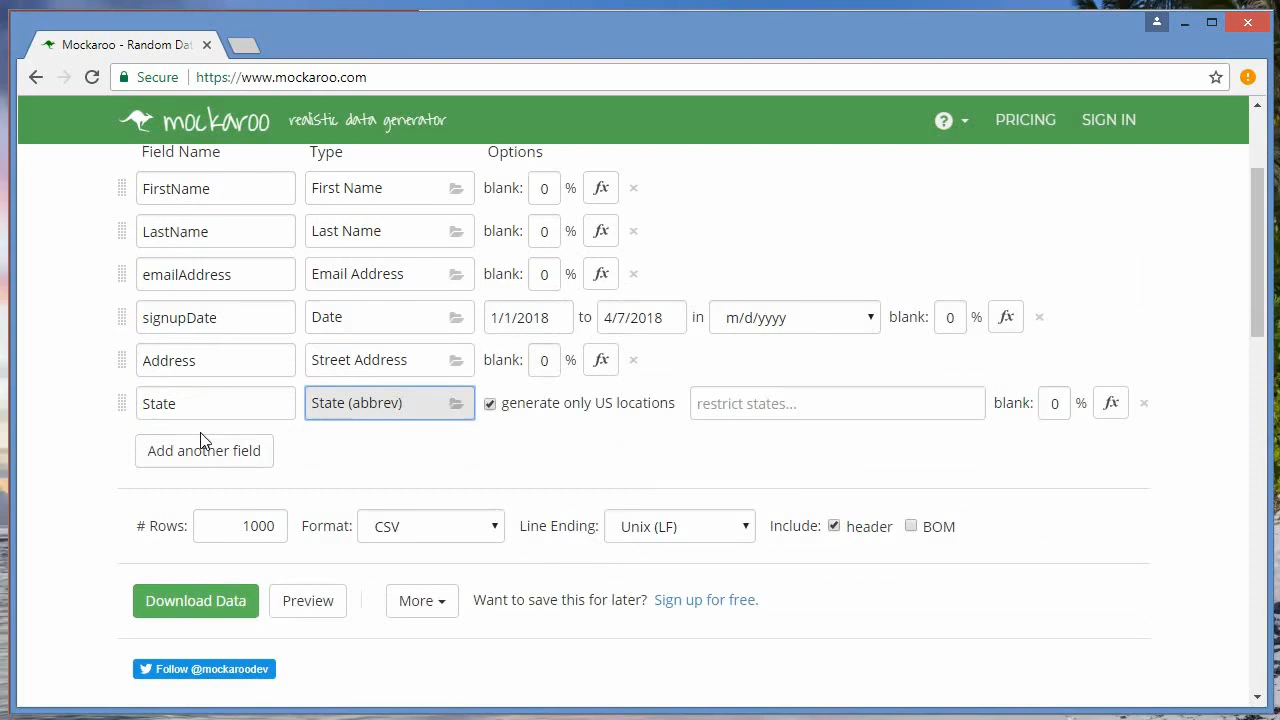 Mockaroo - Random Dat
Secure https://www.mockaroo.com
mockaroo realistic data generator PRICING SIGN IN
Field Name Type Options
FirstName First Name blank: 0 % fx
LastName Last Name blank: 0 % fx
emailAddress Email Address blank: 0 % fx
signupDate Date 1/1/2018 to 4/7/2018 in m/d/yyyy blank: 0 % fx
Address Street Address blank: 0 % fx
State State (abbrev) generate only US locations restrict states... blank: 0 % fx
Add another field
# Rows: 1000 Format: CSV Line Ending: Unix (LF) Include: header BOM
Download Data Preview More Want to save this for later? Sign up for free.
Follow @mockaroodev